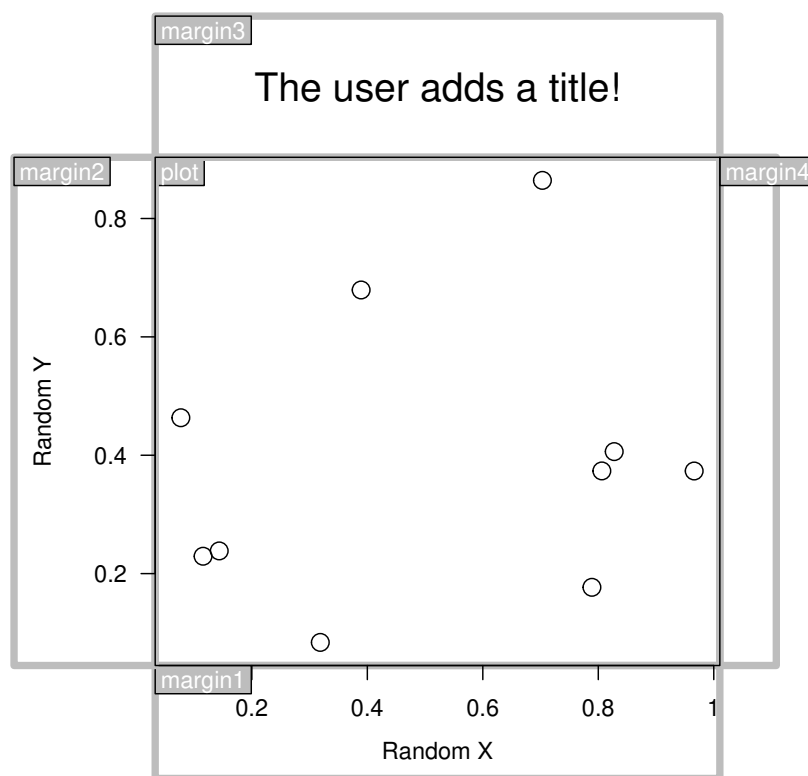 margin3
The user adds a title!
margin2
plot
margin4
0.8
0.6
0.4
0.2
Random Y
margin1
0.2 0.4 0.6 0.8 1
Random X